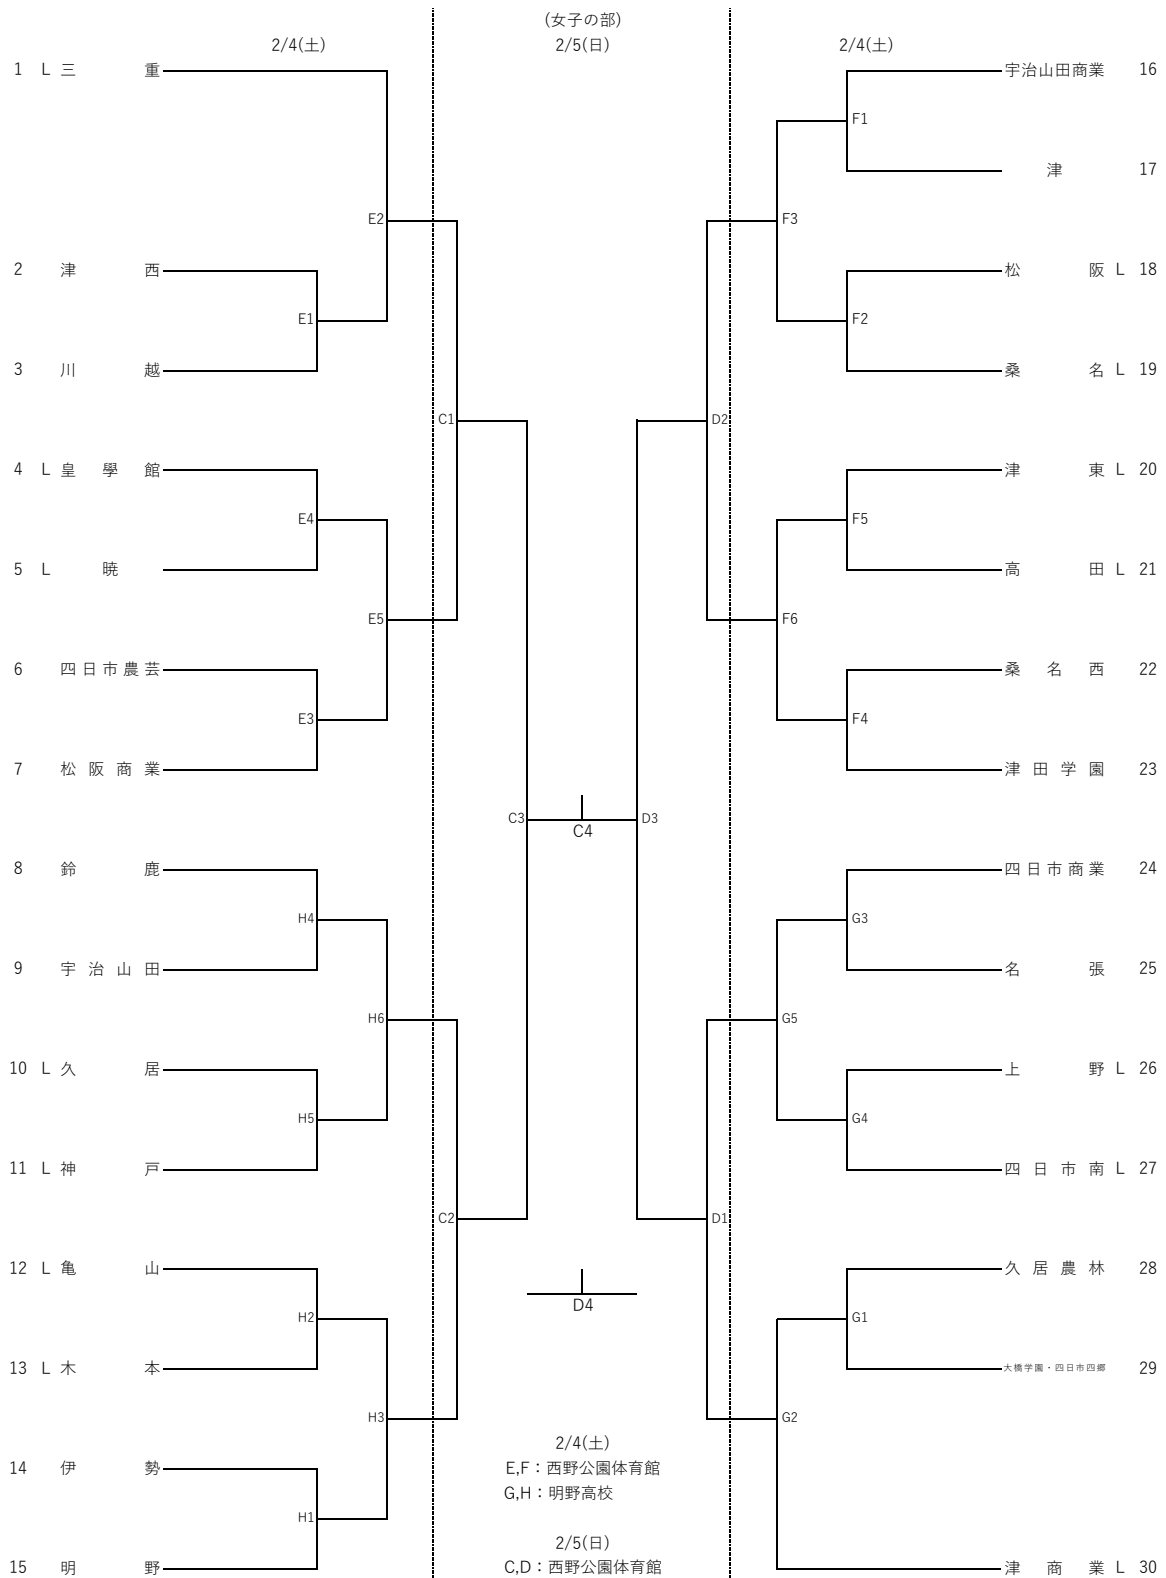 (女子の部)
2/4(土)
2/5(日)
2/4(土)
1 L 三重
E2
2 津西
E1
3 川越
C1
4 L 皇學館
E4
5 L 暁
E5
6 四日市農芸
E3
7 松阪商業
C3
8 鈴鹿
H4
9 宇治山田
H6
10 L 久居
H5
11 L 神戸
C2
12 L 亀山
H2
13 L 木本
H3
14 伊勢
H1
15 明野
C4
D4
宇治山田商業 16
F1
津 17
F3
松阪 L 18
F2
桑名 L 19
D2
津東 L 20
F5
高田 L 21
F6
桑名西 22
F4
津田学園 23
D3
四日市商業 24
G3
名張 25
G5
上野 L 26
G4
四日市南 L 27
D1
久居農林 28
G1
大橋学園・四日市四郷 29
G2
津商業 L 30
2/4(土)
E,F：西野公園体育館
G,H：明野高校
2/5(日)
C,D：西野公園体育館